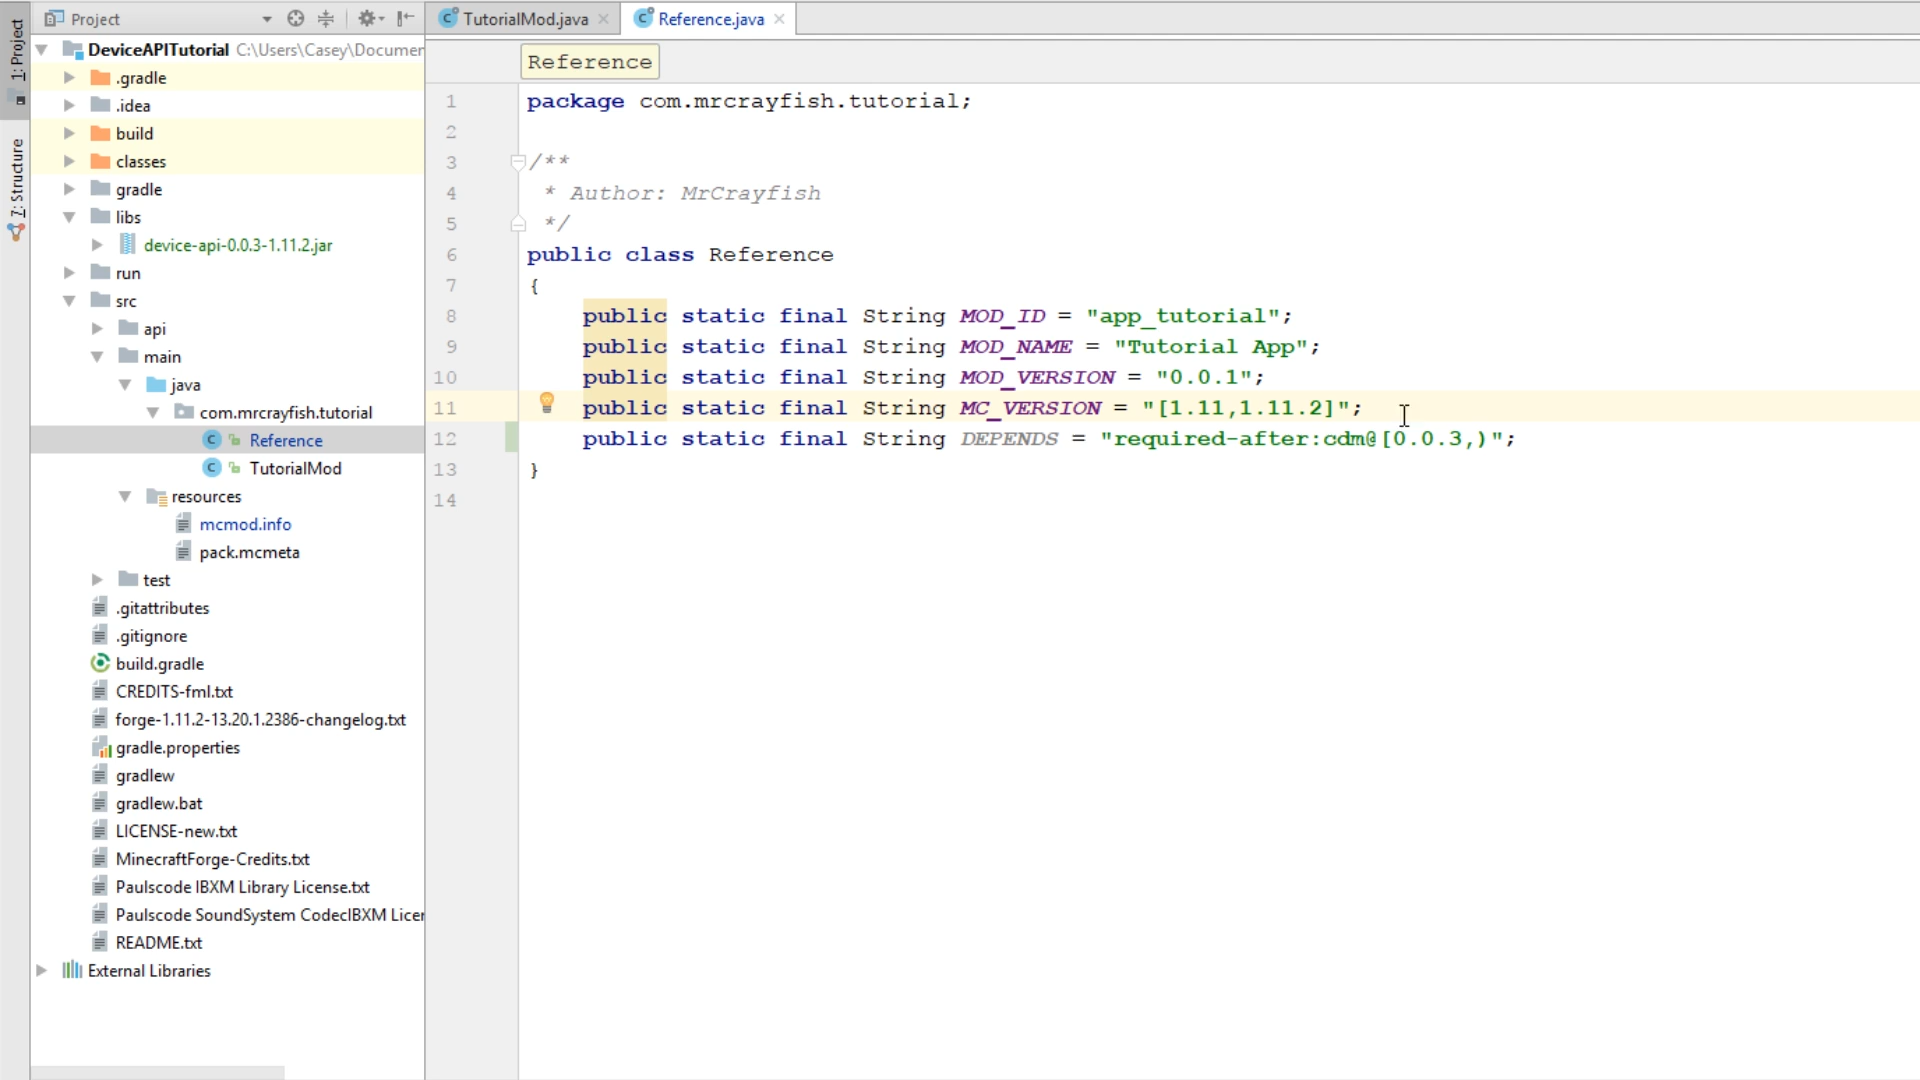 1: Project
7: Structure
Project
DeviceAPITutorial C:\Users\Casey\Documen
.gradle
.idea
build
classes
gradle
libs
device-api-0.0.3-1.11.2.jar
run
src
api
main
java
com.mrcrayfish.tutorial
Reference
TutorialMod
resources
mcmod.info
pack.mcmeta
test
.gitattributes
.gitignore
build.gradle
CREDITS-fml.txt
forge-1.11.2-13.20.1.2386-changelog.txt
gradle.properties
gradlew
gradlew.bat
LICENSE-new.txt
MinecraftForge-Credits.txt
Paulscode IBXM Library License.txt
Paulscode SoundSystem CodecIBXM Licer
README.txt
External Libraries
TutorialMod.java
Reference.java
Reference
1 package com.mrcrayfish.tutorial;
2
3 /**
4 * Author: MrCrayfish
5 */
6 public class Reference
7 {
8 public static final String MOD_ID = "app_tutorial";
9 public static final String MOD_NAME = "Tutorial App";
10 public static final String MOD_VERSION = "0.0.1";
11 public static final String MC_VERSION = "[1.11,1.11.2]";
12 public static final String DEPENDS = "required-after:cdm@[0.0.3,)";
13 }
14